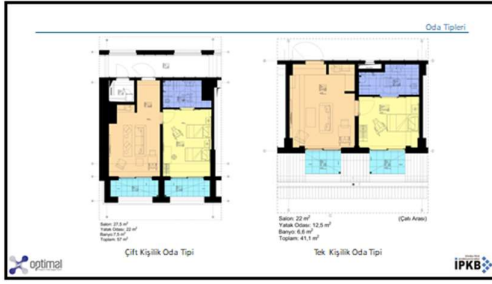 Oda Tipleri
Salon: 27,5 m²
Yatak Odası: 22 m²
Banyo: 7,5 m²
Toplam: 57 m²
Çift Kişilik Oda Tipi
Salon: 22 m²
Yatak Odası: 12,5 m²
Banyo: 6,6 m²
Toplam: 41,1 m²
(Çatı Arası)
Tek Kişilik Oda Tipi
optimal
IPKB